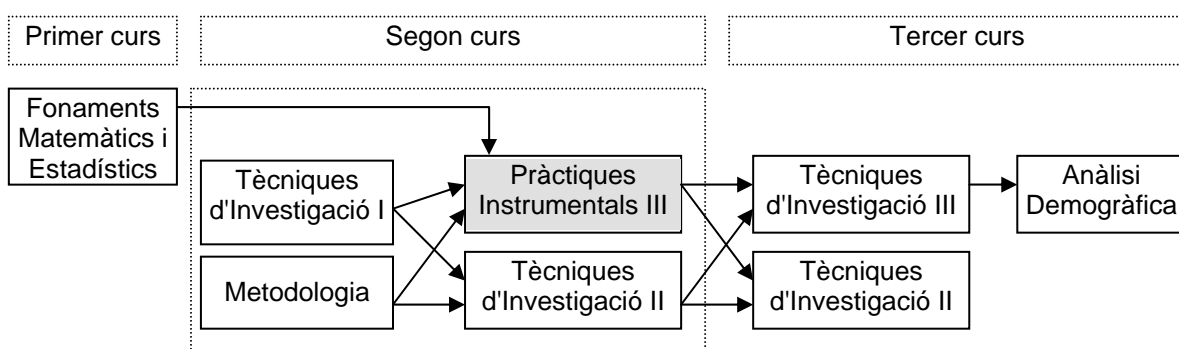 Primer curs
Segon curs
Tercer curs
Fonaments
Matemàtics i
Estadístics
Tècniques
d'Investigació I
Metodologia
Pràctiques
Instrumentals III
Tècniques
d'Investigació II
Tècniques
d'Investigació III
Tècniques
d'Investigació II
Anàlisi
Demogràfica